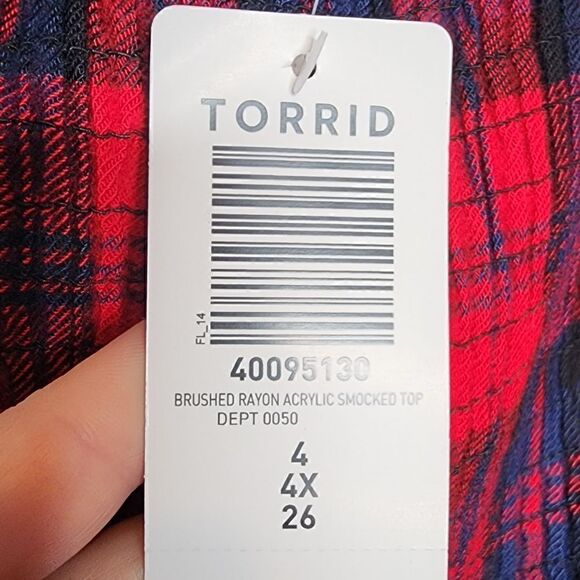 TORRID
FL_14
40095130
BRUSHED RAYON ACRYLIC SMOCKED TOP
DEPT 0050
4
4X
26